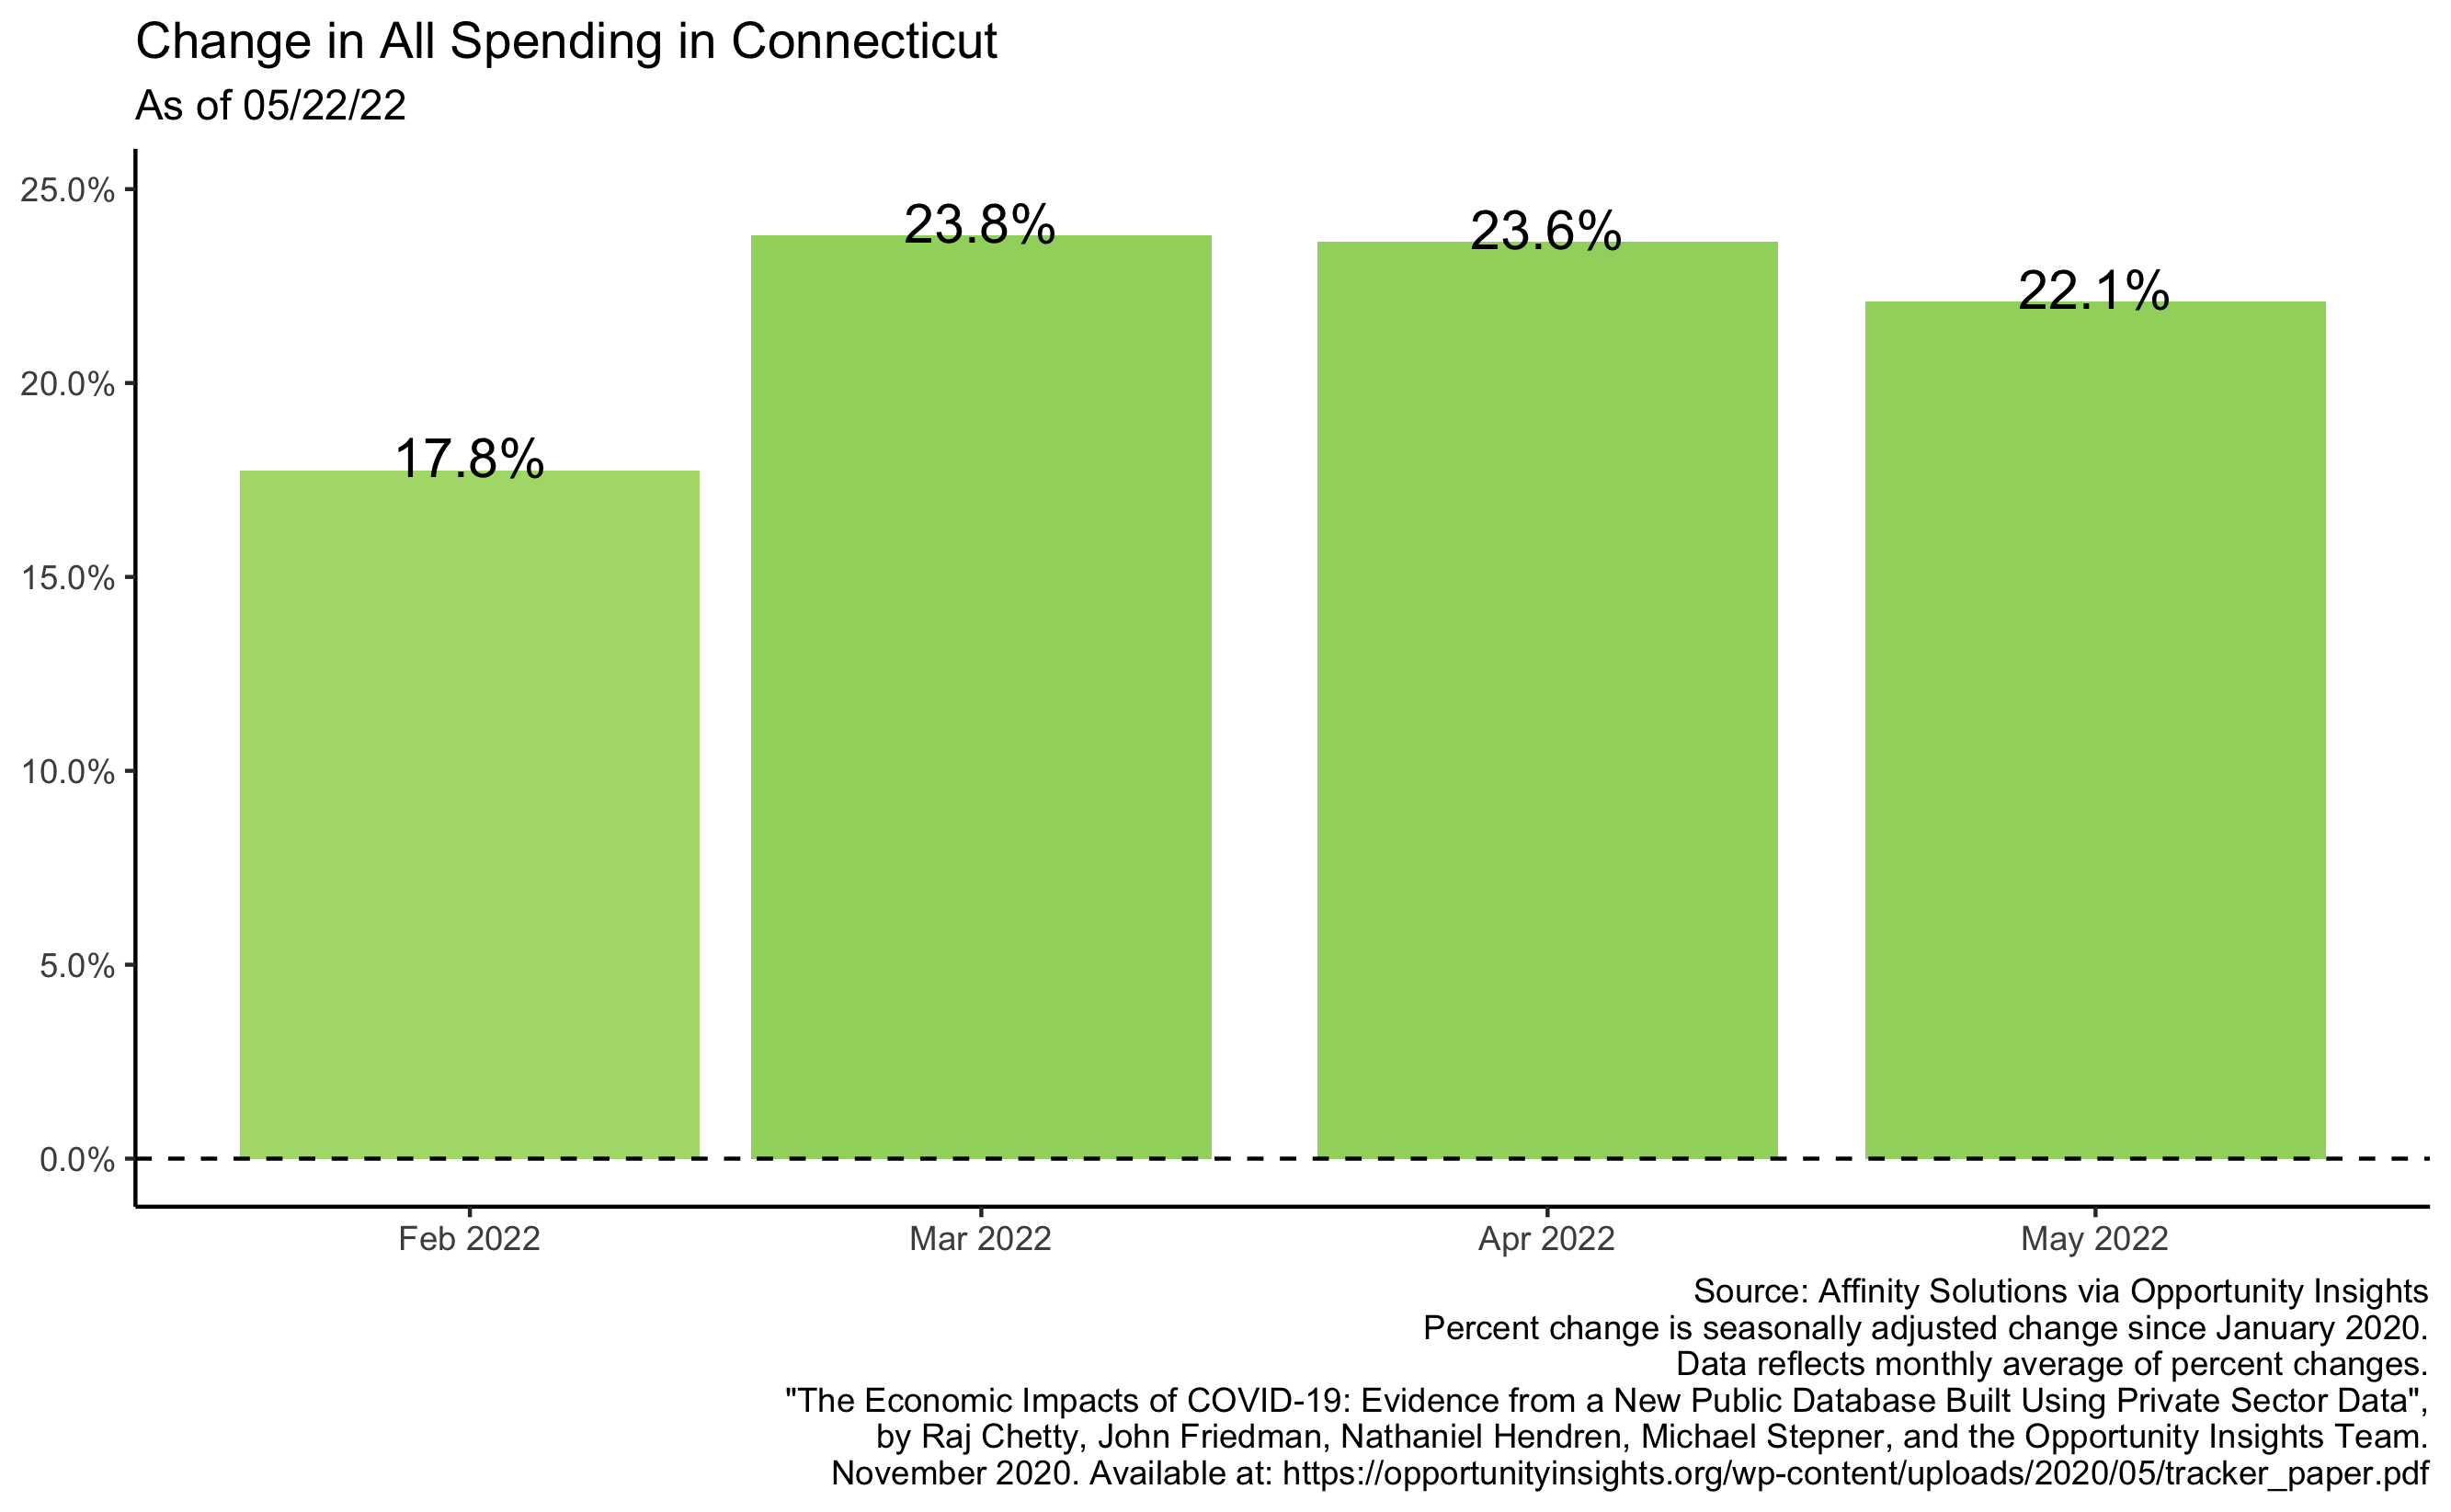 Change in All Spending in Connecticut
As of 05/22/22
25.0%
20.0%
15.0%
10.0%
5.0%
0.0%
17.8%
23.8%
23.6%
22.1%
Feb 2022
Mar 2022
Apr 2022
May 2022
Source: Affinity Solutions via Opportunity Insights
Percent change is seasonally adjusted change since January 2020.
Data reflects monthly average of percent changes.
"The Economic Impacts of COVID-19: Evidence from a New Public Database Built Using Private Sector Data",
by Raj Chetty, John Friedman, Nathaniel Hendren, Michael Stepner, and the Opportunity Insights Team.
November 2020. Available at: https://opportunityinsights.org/wp-content/uploads/2020/05/tracker_paper.pdf